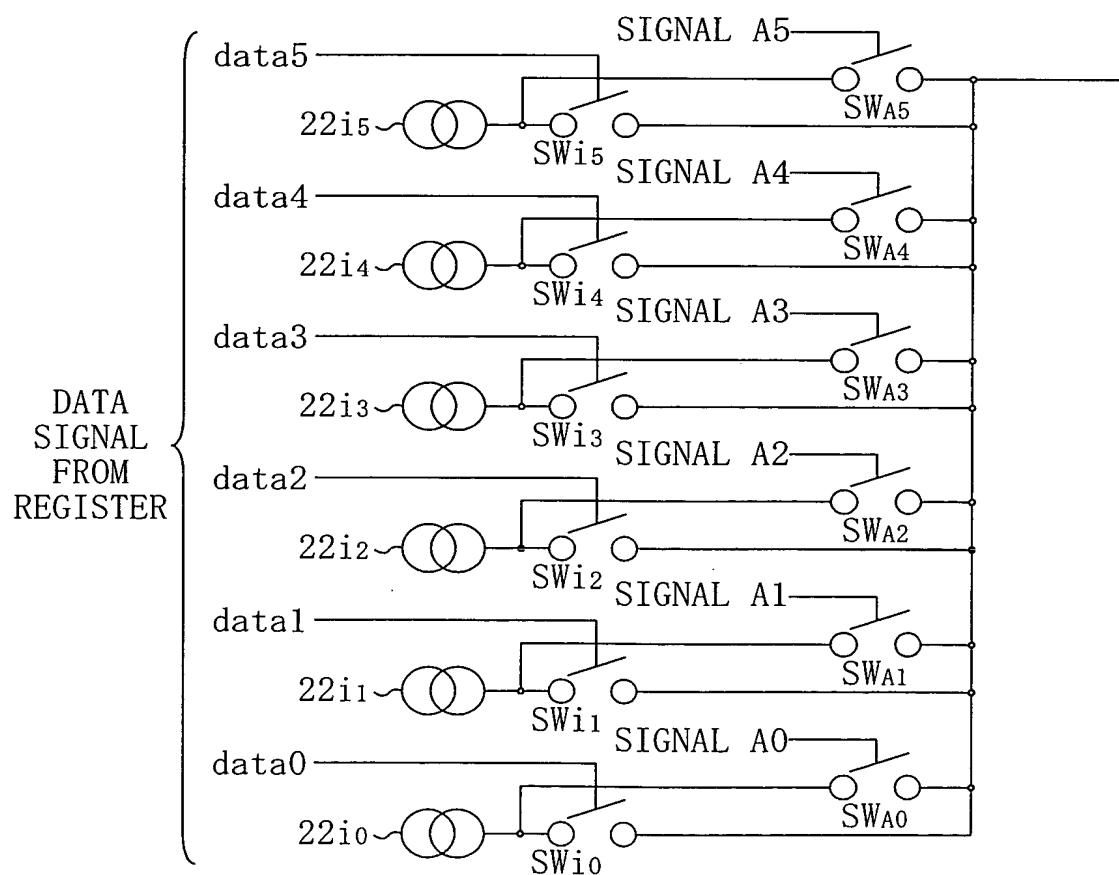 SIGNAL A5
data5
SWA5
22i5
SWi5
SIGNAL A4
data4
SWA4
22i4
SWi4
SIGNAL A3
data3
SWA3
22i3
SWi3
DATA
SIGNAL
FROM
REGISTER
SIGNAL A2
data2
SWA2
22i2
SWi2
SIGNAL A1
data1
SWA1
22i1
SWi1
SIGNAL A0
data0
SWA0
22i0
SWi0